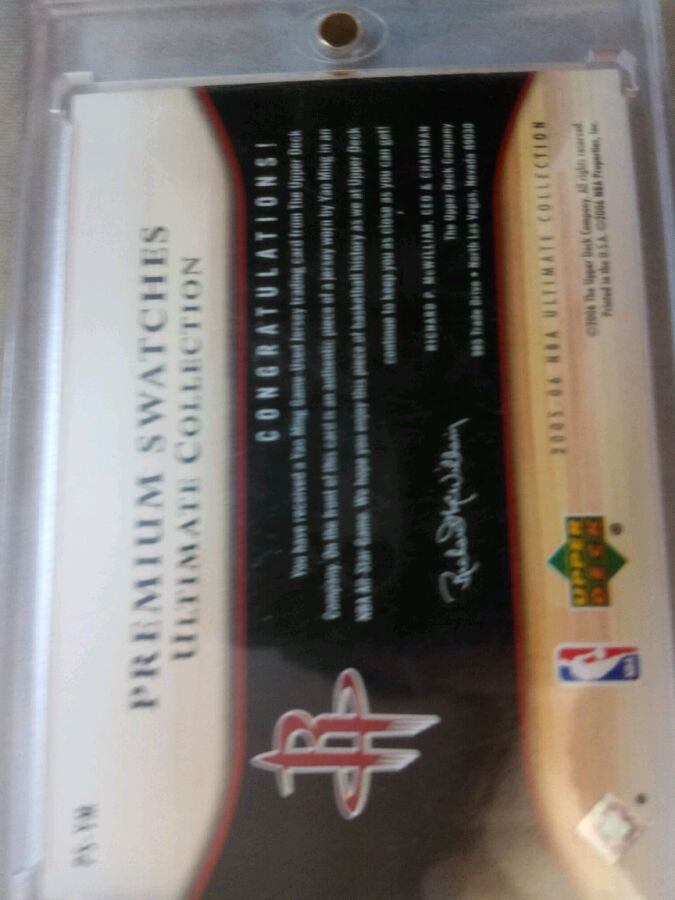 PS-YM
PREMIUM SWATCHES
ULTIMATE COLLECTION
CONGRATULATIONS!
You have received a Yao Ming Game-Used Jersey trading card from The Upper Deck
Company. On the front of this card is an authentic piece of a jersey worn by Yao Ming in an
NBA All-Star Game. We hope you enjoy this piece of basketball history as we at Upper Deck
continue to keep you as close as you can get!
RICHARD P. McWILLIAM, CEO & CHAIRMAN
The Upper Deck Company
985 Trade Drive • North Las Vegas, Nevada 89030
Richard McWilliam
R
2005-06 NBA ULTIMATE COLLECTION
©2006 The Upper Deck Company. All rights reserved.
Printed in the U.S.A. ©2006 NBA Properties, Inc.
UPPER
DECK
NBA